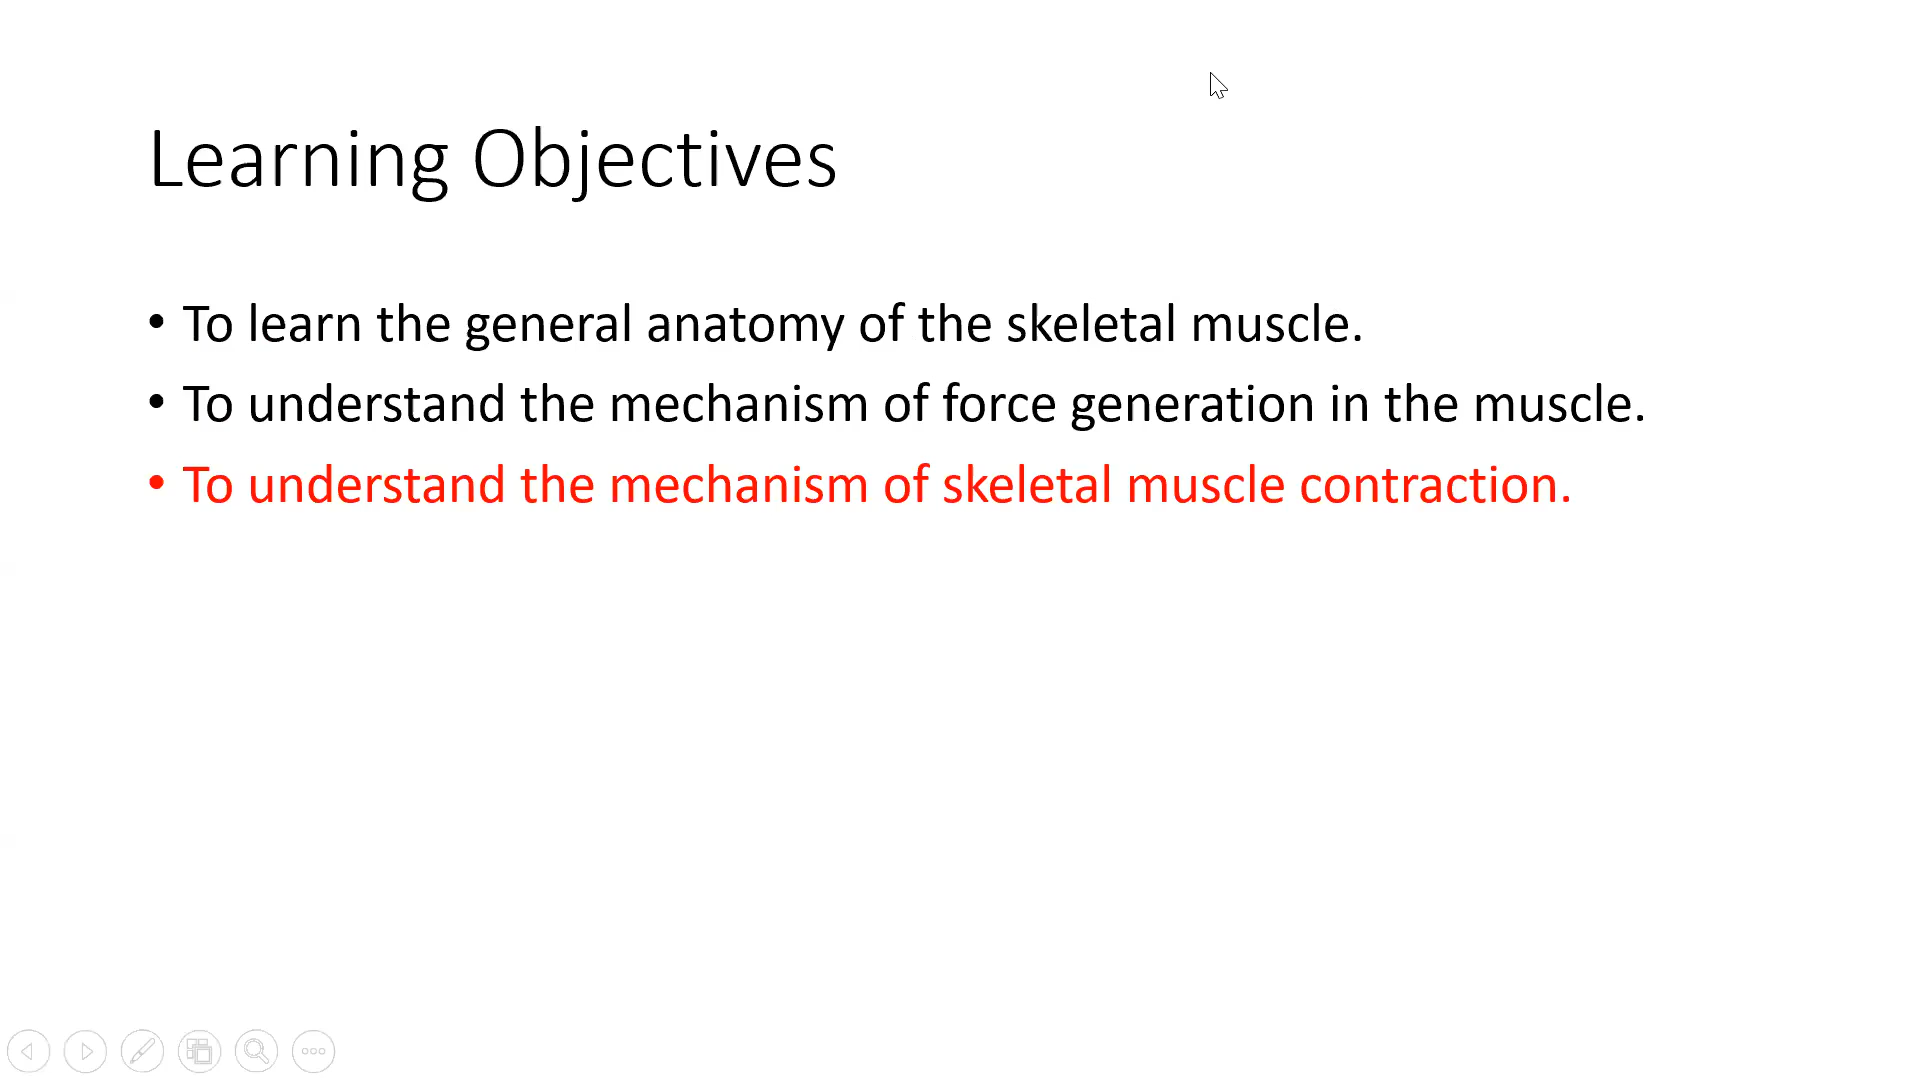 Learning Objectives
• To learn the general anatomy of the skeletal muscle.
• To understand the mechanism of force generation in the muscle.
• To understand the mechanism of skeletal muscle contraction.